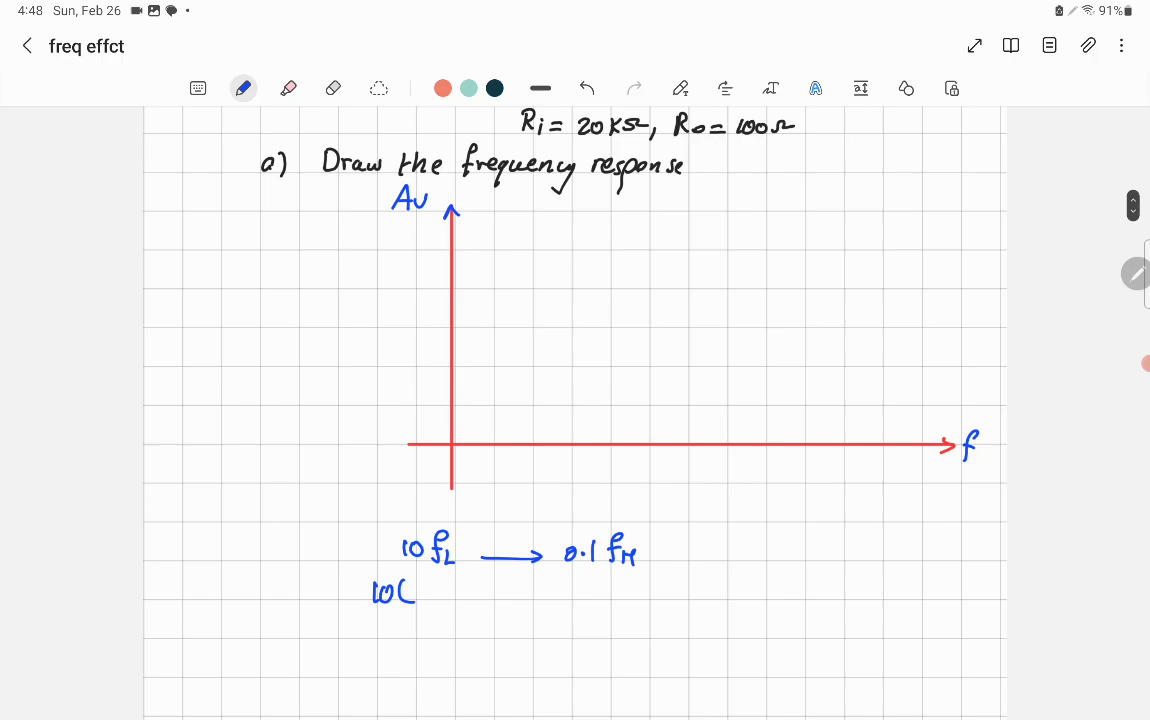 4:48 Sun, Feb 26 91%
freq effct
Ri = 20KΩ, Ro = 100Ω
a) Draw the frequency response
Av
f
10 fL → 0.1 fH
10(